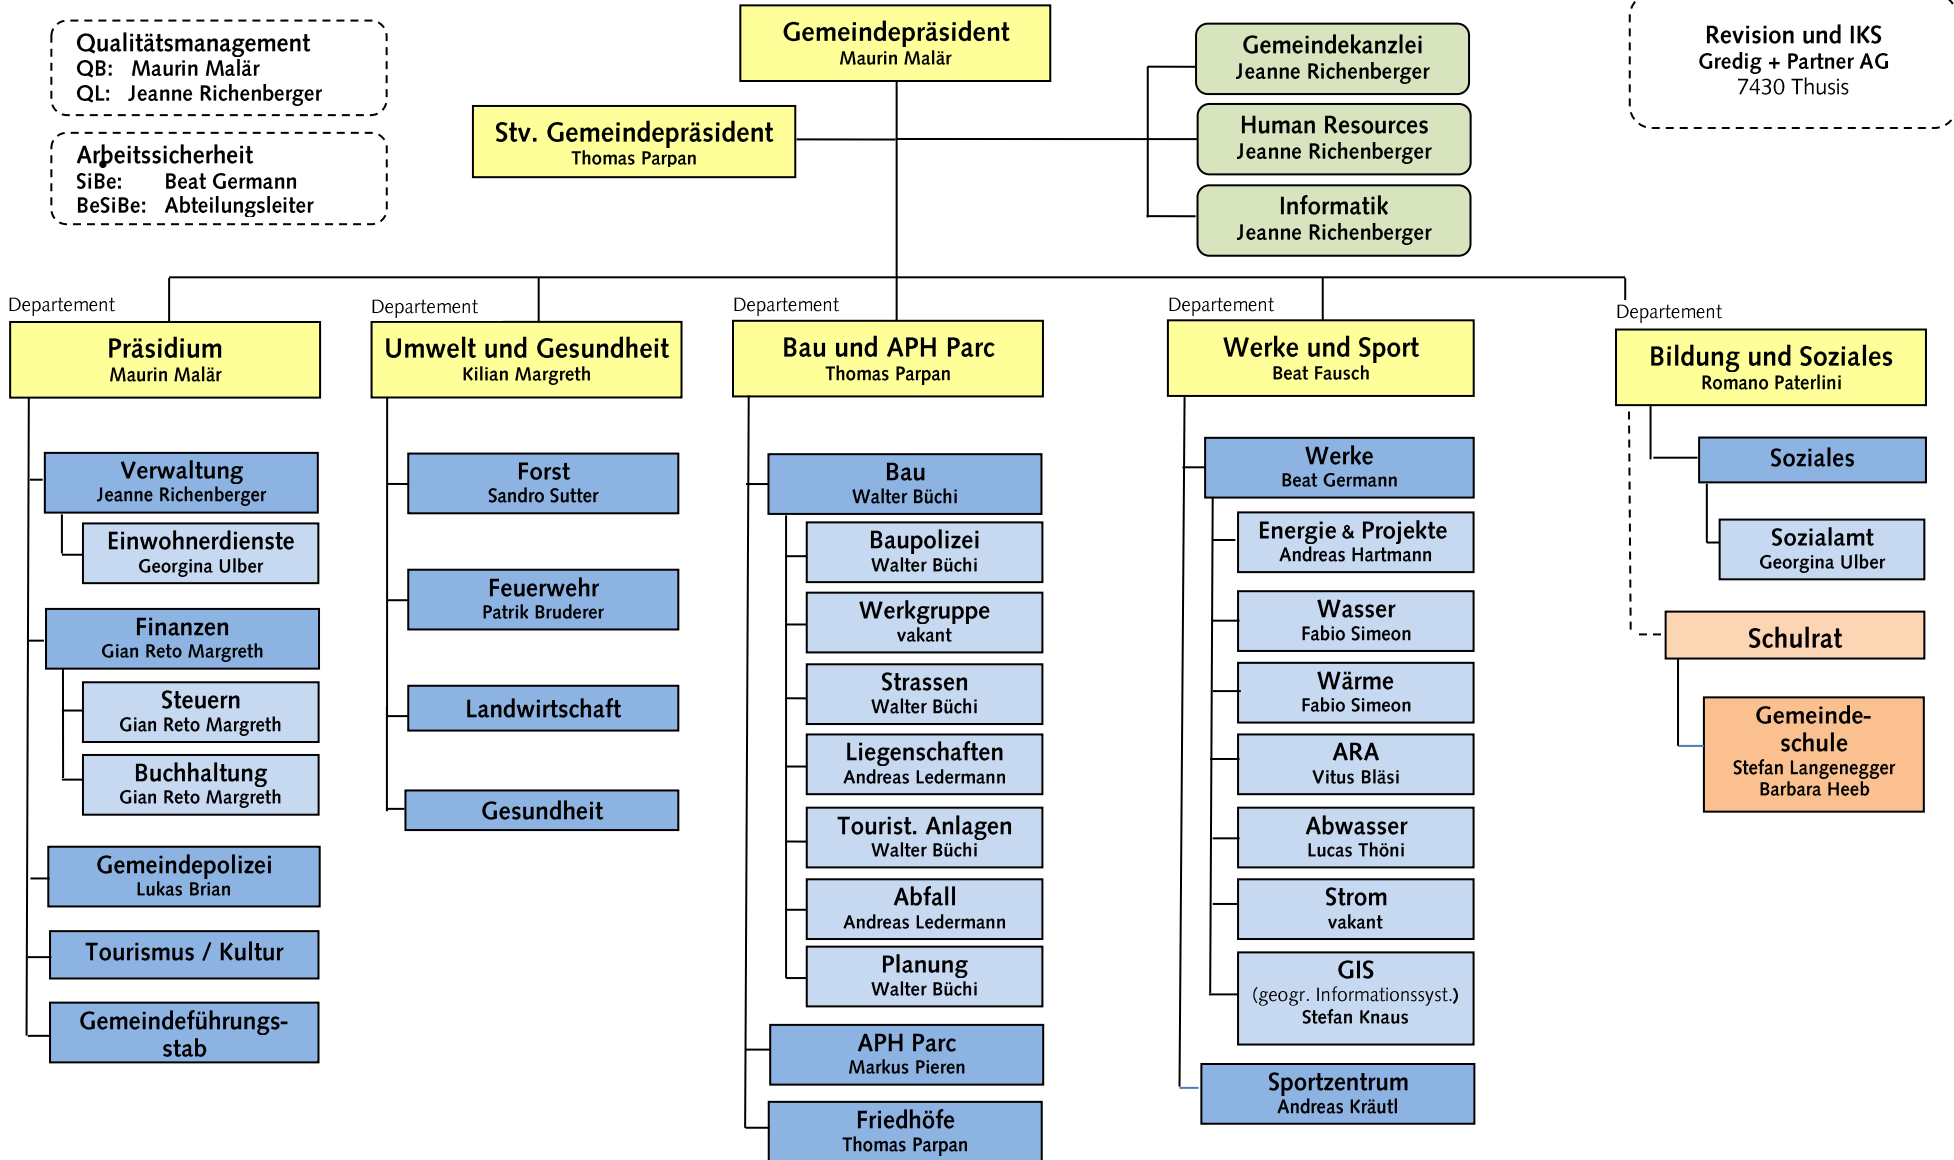 Qualitätsmanagement
QB: Maurin Malär
QL: Jeanne Richenberger
Arbeitssicherheit
SiBe: Beat Germann
BeSiBe: Abteilungsleiter
Gemeindepräsident
Maurin Malär
Stv. Gemeindepräsident
Thomas Parpan
Gemeindekanzlei
Jeanne Richenberger
Human Resources
Jeanne Richenberger
Informatik
Jeanne Richenberger
Revision und IKS
Gredig + Partner AG
7430 Thusis
Departement
Präsidium
Maurin Malär
Verwaltung
Jeanne Richenberger
Einwohnerdienste
Georgina Ulber
Finanzen
Gian Reto Margreth
Steuern
Gian Reto Margreth
Buchhaltung
Gian Reto Margreth
Gemeindepolizei
Lukas Brian
Tourismus / Kultur
Gemeindeführungs-
stab
Departement
Umwelt und Gesundheit
Kilian Margreth
Forst
Sandro Sutter
Feuerwehr
Patrik Bruderer
Landwirtschaft
Gesundheit
Departement
Bau und APH Parc
Thomas Parpan
Bau
Walter Büchi
Baupolizei
Walter Büchi
Werkgruppe
vakant
Strassen
Walter Büchi
Liegenschaften
Andreas Ledermann
Tourist. Anlagen
Walter Büchi
Abfall
Andreas Ledermann
Planung
Walter Büchi
APH Parc
Markus Pieren
Friedhöfe
Thomas Parpan
Departement
Werke und Sport
Beat Fausch
Werke
Beat Germann
Energie & Projekte
Andreas Hartmann
Wasser
Fabio Simeon
Wärme
Fabio Simeon
ARA
Vitus Bläsi
Abwasser
Lucas Thöni
Strom
vakant
GIS
(geogr. Informationssyst.)
Stefan Knaus
Sportzentrum
Andreas Kräutl
Departement
Bildung und Soziales
Romano Paterlini
Soziales
Sozialamt
Georgina Ulber
Schulrat
Gemeinde-
schule
Stefan Langenegger
Barbara Heeb